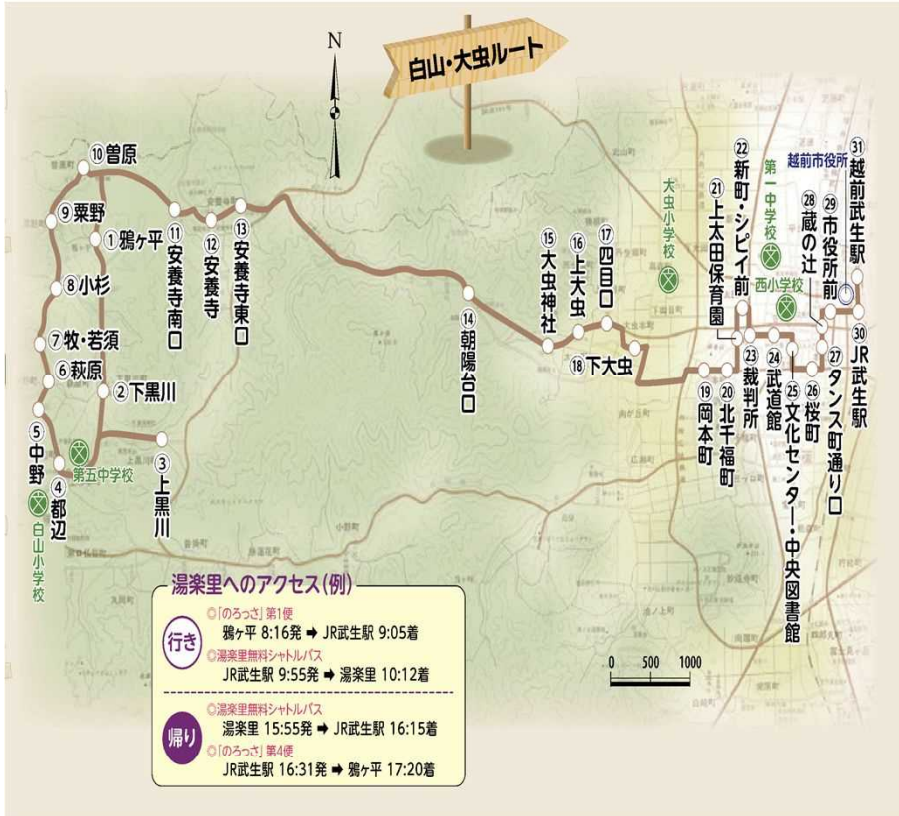 白山・大虫ルート
N
⑩曽原
⑨粟野
①鴉ヶ平
⑧小杉
⑦牧・若須
⑥萩原
②下黒川
⑤中野
④都辺
③上黒川
第五中学校
白山小学校
⑪安養寺南口
⑫安養寺
⑬安養寺東口
⑭朝陽台口
⑮大虫神社
⑯上大虫
⑰四目口
⑱下大虫
大虫小学校
⑲岡本町
⑳北千福町
㉑上太田保育園
㉒新町・シピィ前
第一中学校
西小学校
㉓裁判所
㉔武道館
㉕文化センター・中央図書館
㉖桜町
㉗タンス町通り口
㉘蔵の辻
㉙市役所前
越前市役所
㉚JR武生駅
㉛越前武生駅
湯楽里へのアクセス(例)
行き
◎「のろっさ」第1便
鴉ヶ平 8:16発 ➡ JR武生駅 9:05着
◎湯楽里無料シャトルバス
JR武生駅 9:55発 ➡ 湯楽里 10:12着
帰り
◎湯楽里無料シャトルバス
湯楽里 15:55発 ➡ JR武生駅 16:15着
◎「のろっさ」第4便
JR武生駅 16:31発 ➡ 鴉ヶ平 17:20着
0 500 1000